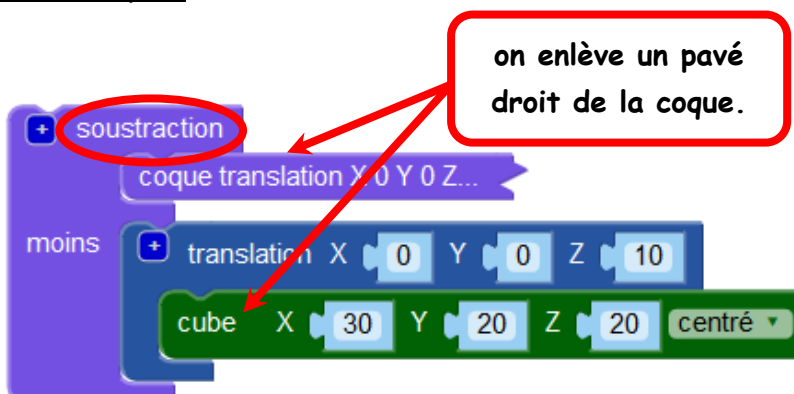 on enlève un pavé
droit de la coque.
+ soustraction
coque translation X 0 Y 0 Z...
moins + translation X 0 Y 0 Z 10
cube X 30 Y 20 Z 20 centré